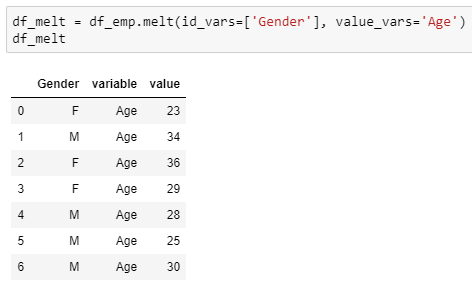 df_melt = df_emp.melt(id_vars=['Gender'], value_vars='Age')
df_melt
Gender variable value
0 F Age 23
1 M Age 34
2 F Age 36
3 F Age 29
4 M Age 28
5 M Age 25
6 M Age 30